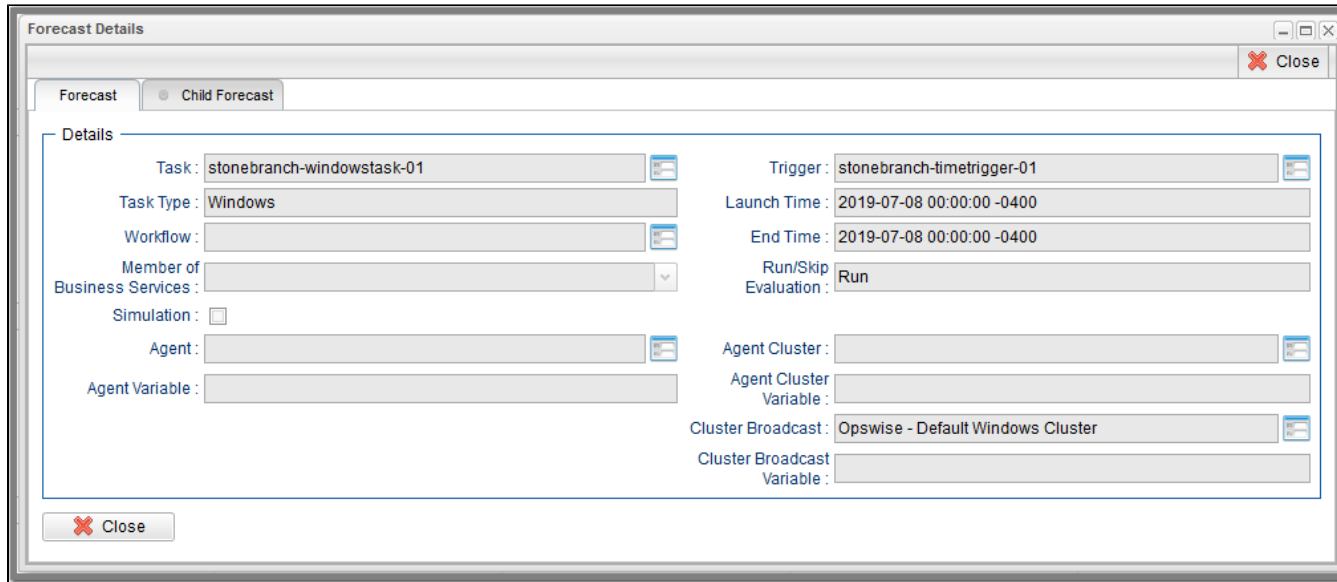 Forecast Details
Close
Forecast
Child Forecast
Details
Task : stonebranch-windowstask-01
Trigger : stonebranch-timetrigger-01
Task Type : Windows
Launch Time : 2019-07-08 00:00:00 -0400
Workflow :
End Time : 2019-07-08 00:00:00 -0400
Member of
Business Services :
Run/Skip
Evaluation : Run
Simulation :
Agent :
Agent Cluster :
Agent Variable :
Agent Cluster
Variable :
Cluster Broadcast : Opswise - Default Windows Cluster
Cluster Broadcast
Variable :
Close